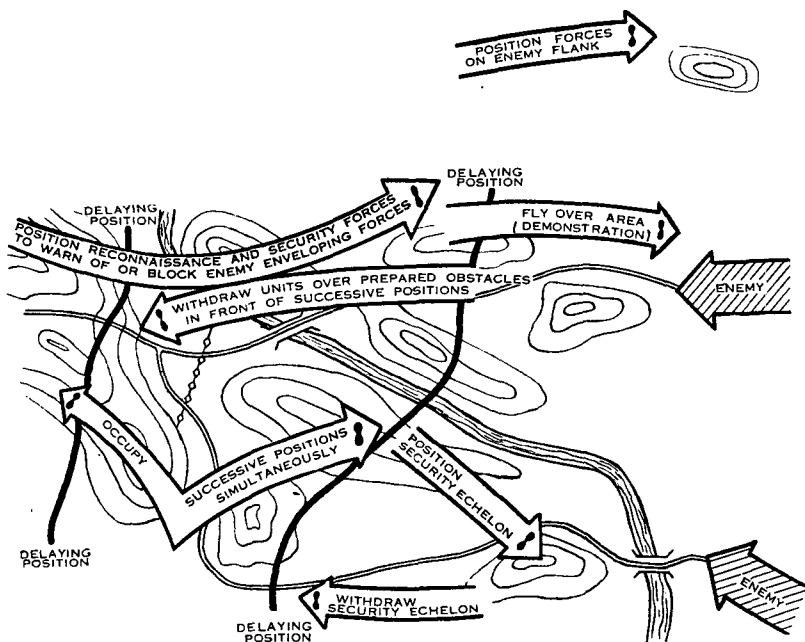 POSITION FORCES
ON ENEMY FLANK
DELAYING
POSITION
DELAYING
POSITION
FLY OVER AREA
(DEMONSTRATION)
POSITION RECONNAISSANCE AND SECURITY FORCES
TO WARN OF OR BLOCK ENEMY ENVELOPING FORCES
WITHDRAW UNITS OVER PREPARED OBSTACLES
IN FRONT OF SUCCESSIVE POSITIONS
ENEMY
OCCUPY
SUCCESSIVE POSITIONS
SIMULTANEOUSLY
POSITION
SECURITY ECHELON
DELAYING
POSITION
WITHDRAW
SECURITY ECHELON
DELAYING
POSITION
ENEMY